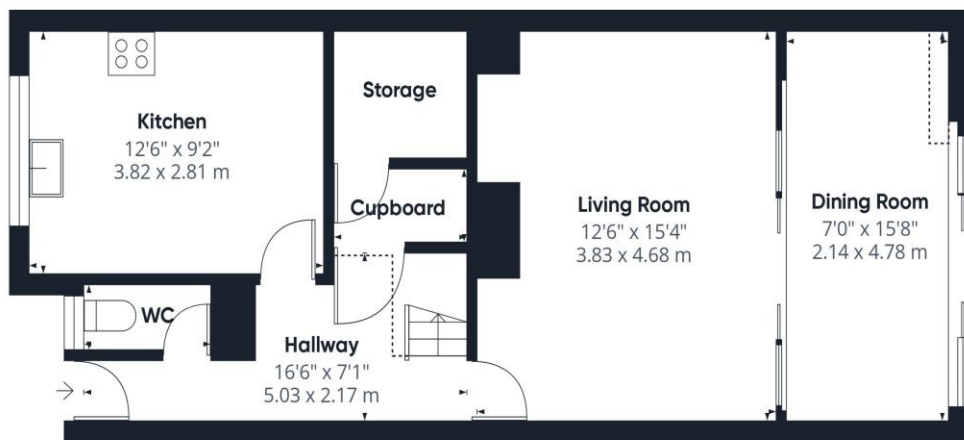 Kitchen
12'6" x 9'2"
3.82 x 2.81 m
Storage
Cupboard
Living Room
12'6" x 15'4"
3.83 x 4.68 m
Dining Room
7'0" x 15'8"
2.14 x 4.78 m
WC
Hallway
16'6" x 7'1"
5.03 x 2.17 m